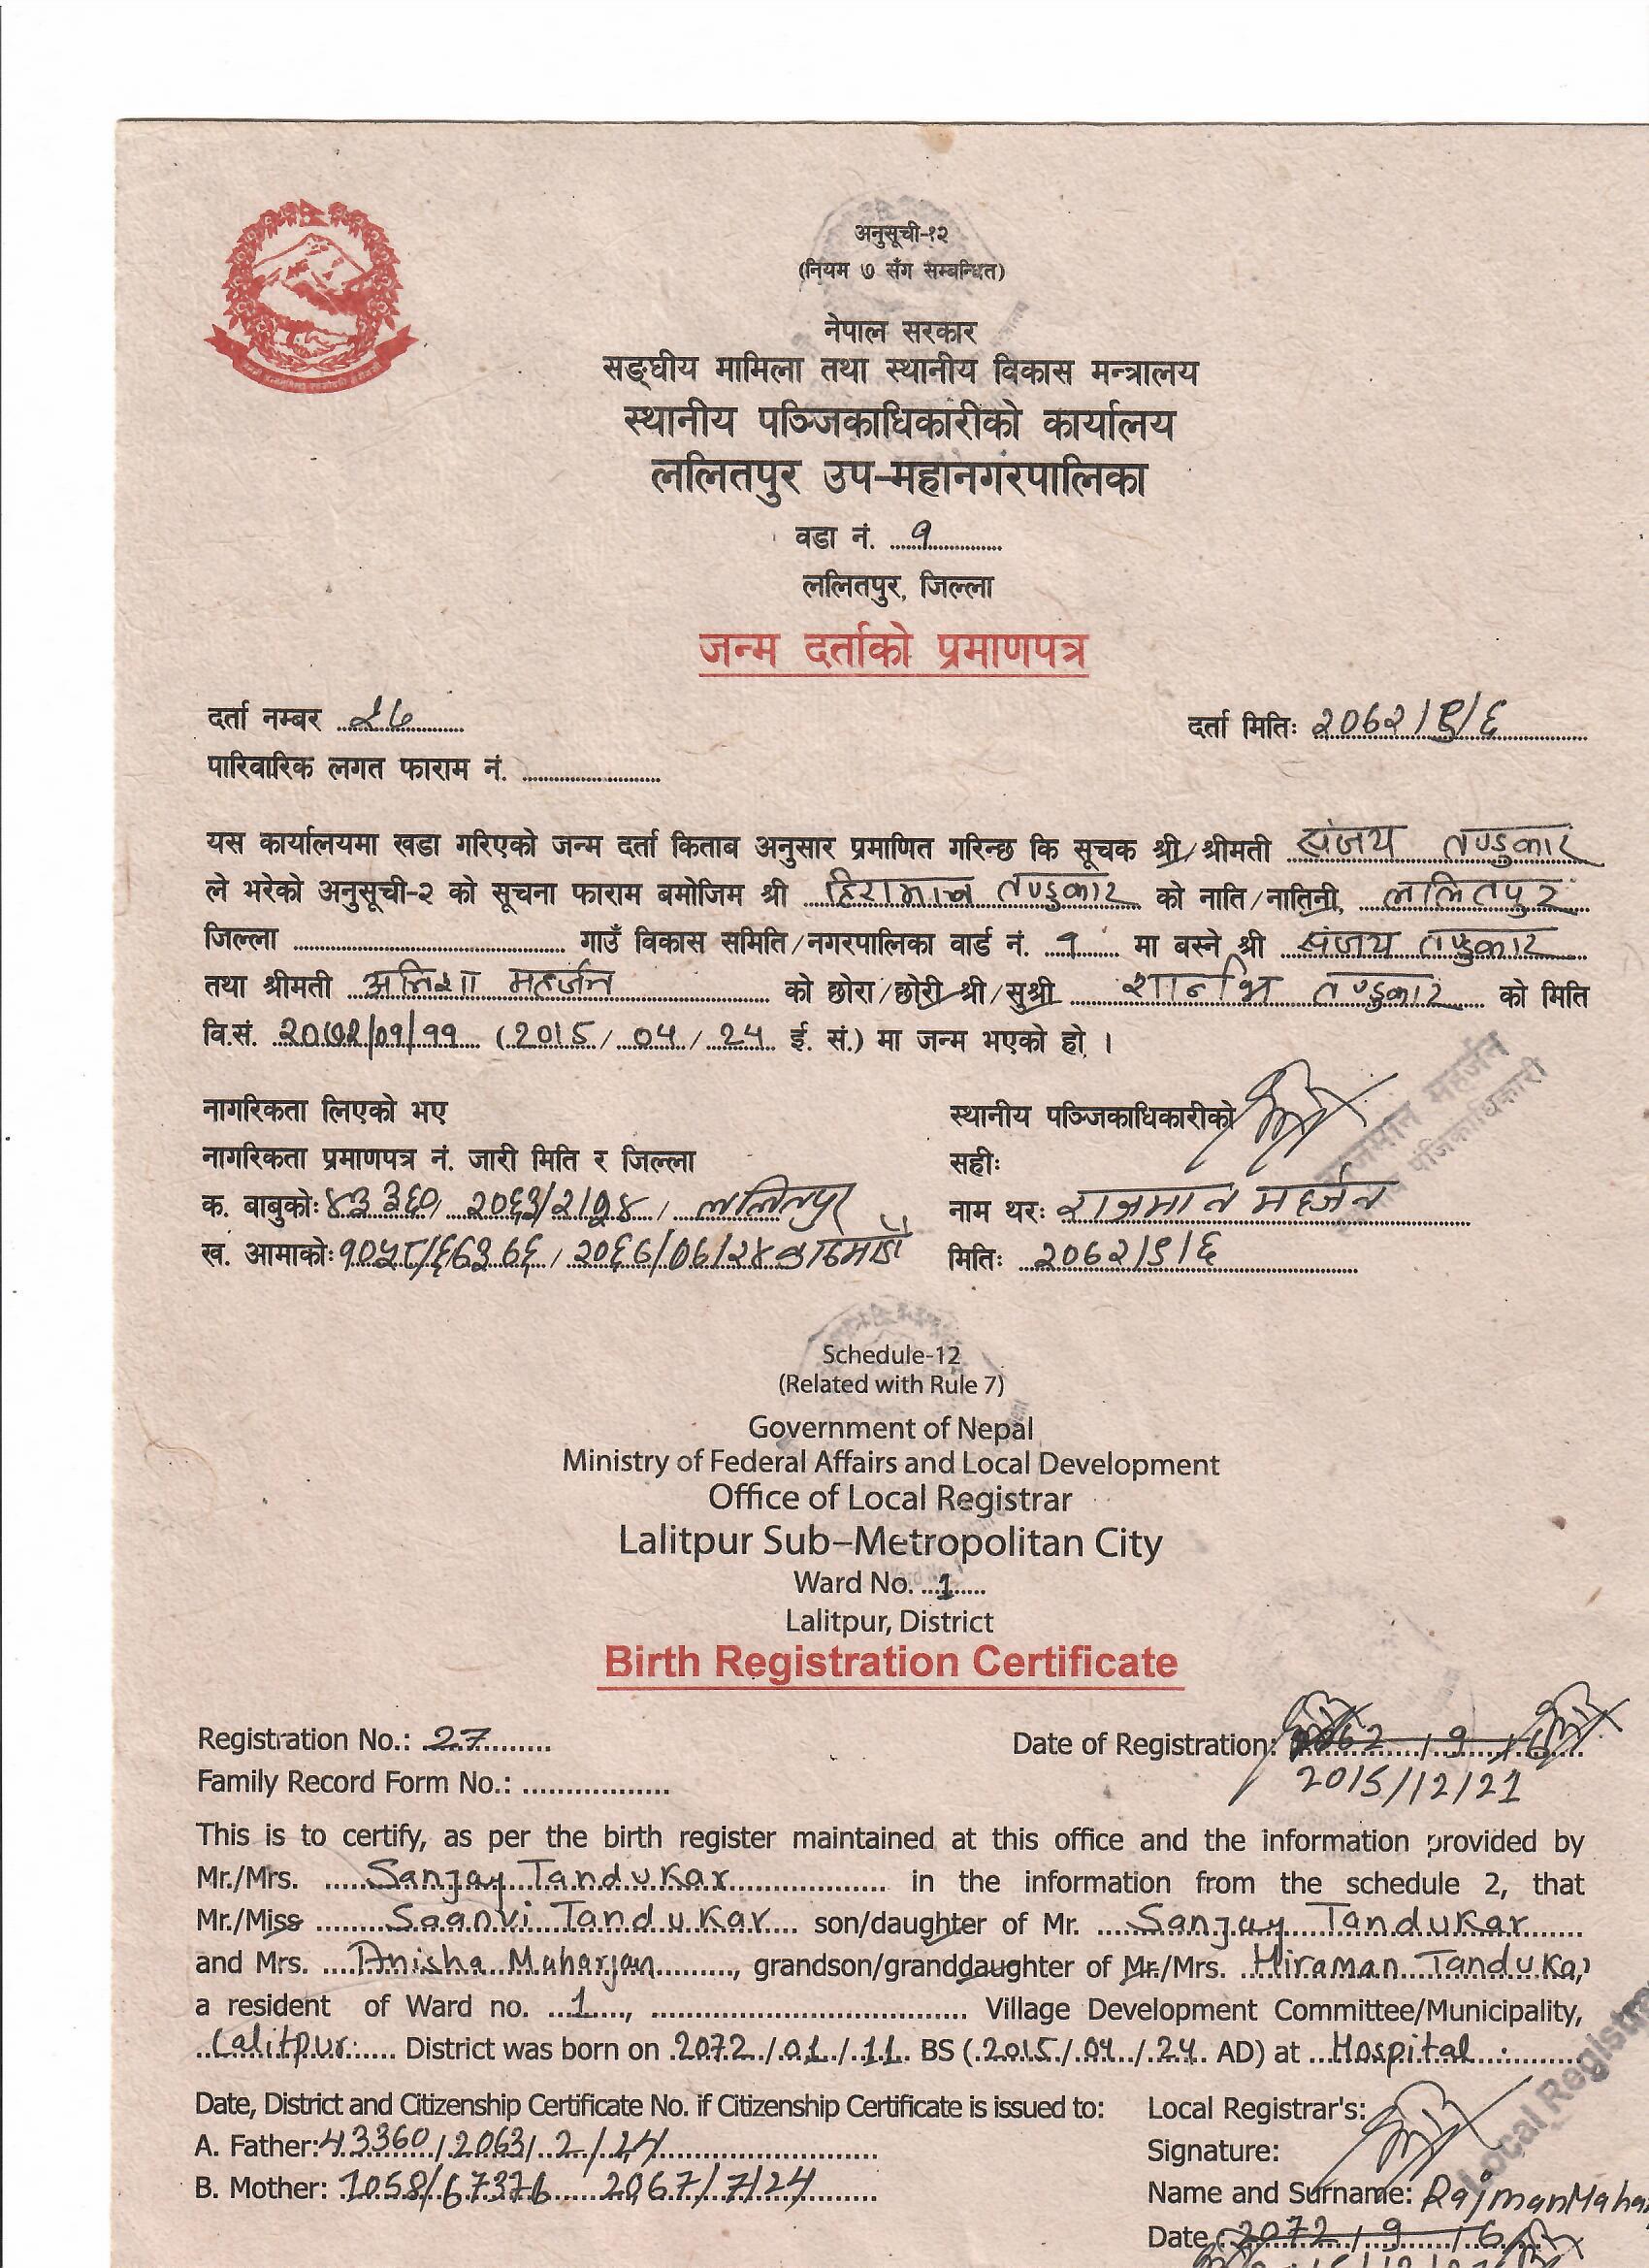 अनुसूची-१२
(नियम ७ सँग सम्बन्धित)
नेपाल सरकार
सङ्घीय मामिला तथा स्थानीय विकास मन्त्रालय
स्थानीय पञ्जिकाधिकारीको कार्यालय
ललितपुर उप-महानगरपालिका
वडा नं. १
ललितपुर, जिल्ला
जन्म दर्ताको प्रमाणपत्र
दर्ता नम्बर २७ दर्ता मितिः २०७२/९/६
पारिवारिक लगत फाराम नं.
यस कार्यालयमा खडा गरिएको जन्म दर्ता किताब अनुसार प्रमाणित गरिन्छ कि सूचक श्री/श्रीमती संजय तण्डुकार
ले भरेको अनुसूची-२ को सूचना फाराम बमोजिम श्री हिरामान तण्डुकार को नाति/नातिनी, ललितपुर
जिल्ला गाउँ विकास समिति/नगरपालिका वार्ड नं. १ मा बस्ने श्री संजय तण्डुकार
तथा श्रीमती अनिशा महर्जन को छोरा/छोरी श्री/सुश्री तण्डुकार को मिति
वि.सं. २०७२/०१/११ (2015/04/24 ई. सं.) मा जन्म भएको हो ।
नागरिकता लिएको भए स्थानीय पञ्जिकाधिकारीको
नागरिकता प्रमाणपत्र नं. जारी मिति र जिल्ला सहीः
क. बाबुकोः ४३३६०, २०६३/२/२४, ललितपुर नाम थरः राजमान महर्जन
ख. आमाकोः १०५८/६७३७६, २०६७/०७/२४ काठमाडौं मितिः २०७२/९/६
राजमान महर्जन
स्थानीय पंजिकाधिकारी
Schedule-12
(Related with Rule 7)
Government of Nepal
Ministry of Federal Affairs and Local Development
Office of Local Registrar
Lalitpur Sub-Metropolitan City
Ward No. 1
Lalitpur, District
Birth Registration Certificate
Registration No.: 27 Date of Registration:
Family Record Form No.: 2015/12/21
This is to certify, as per the birth register maintained at this office and the information provided by
Mr./Mrs. Sanjay Tandukar in the information from the schedule 2, that
Mr./Miss Saanvi Tandukar son/daughter of Mr. Sanjay Tandukar
and Mrs. Anisha Maharjan, grandson/granddaughter of Mr./Mrs. Hiraman Tandukar
a resident of Ward no. 1, Village Development Committee/Municipality,
Lalitpur District was born on 2072/01/11 BS (2015/04/24 AD) at Hospital
Date, District and Citizenship Certificate No. if Citizenship Certificate is issued to: Local Registrar's:
A. Father: 43360/2063/2/24 Signature:
B. Mother: 1058/67376 2067/7/24 Name and Surname: Rajman Mahar
Date: 2072/9/6
Local Registrar